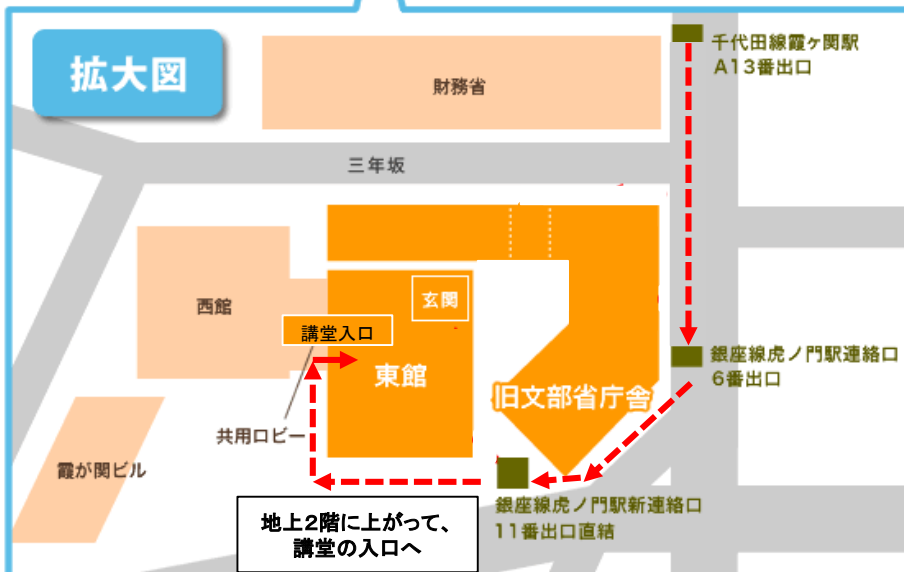 拡大図
財務省
千代田線霞ヶ関駅
A13番出口
三年坂
西館
玄関
講堂入口
東館
旧文部省庁舎
銀座線虎ノ門駅連絡口
6番出口
共用ロビー
霞が関ビル
地上2階に上がって、
講堂の入口へ
銀座線虎ノ門駅新連絡口
11番出口直結